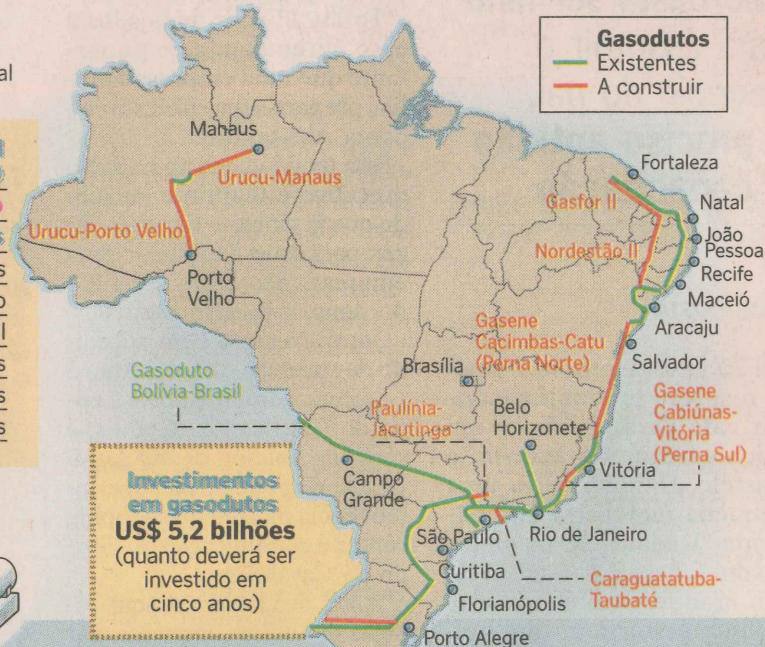 al
s
o
l
s
s
s
Gasodutos
Existentes
A construir
Manaus
Urucu-Manaus
Urucu-Porto Velho
Porto
Velho
Fortaleza
Gasfor II
Natal
João
Pessoa
Nordestão II
Recife
Maceió
Aracaju
Salvador
Gasene
Cacimbas-Catu
(Perna Norte)
Brasília
Gasoduto
Bolívia-Brasil
Paulínia-
Jacutinga
Belo
Horizonete
Gasene
Cabiúnas-
Vitória
(Perna Sul)
Vitória
Campo
Grande
Investimentos
em gasodutos
US$ 5,2 bilhões
(quanto deverá ser
investido em
cinco anos)
São Paulo
Rio de Janeiro
Curitiba
Caraguatatuba-
Taubaté
Florianópolis
Porto Alegre